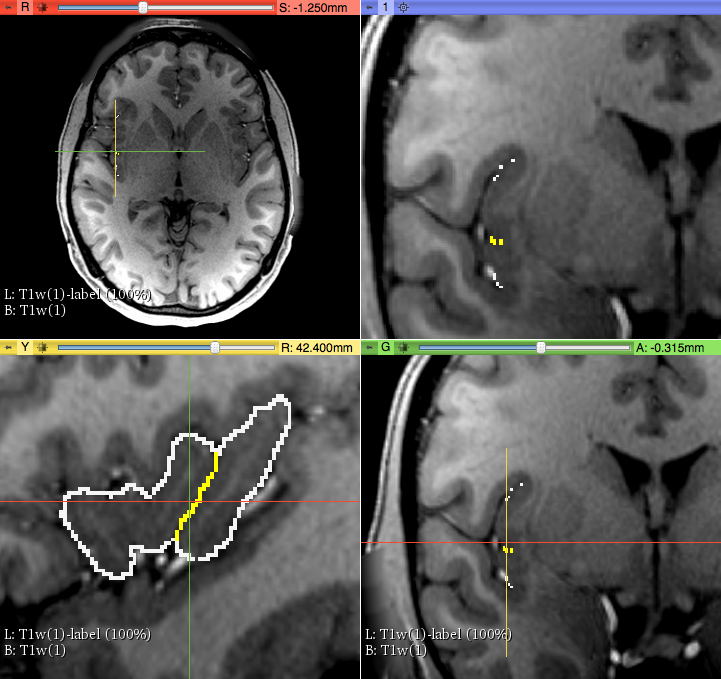 R S: -1.250mm
1
L: T1w(1)-label (100%)
B: T1w(1)
Y R: 42.400mm
G A: -0.315mm
L: T1w(1)-label (100%)
B: T1w(1)
L: T1w(1)-label (100%)
B: T1w(1)